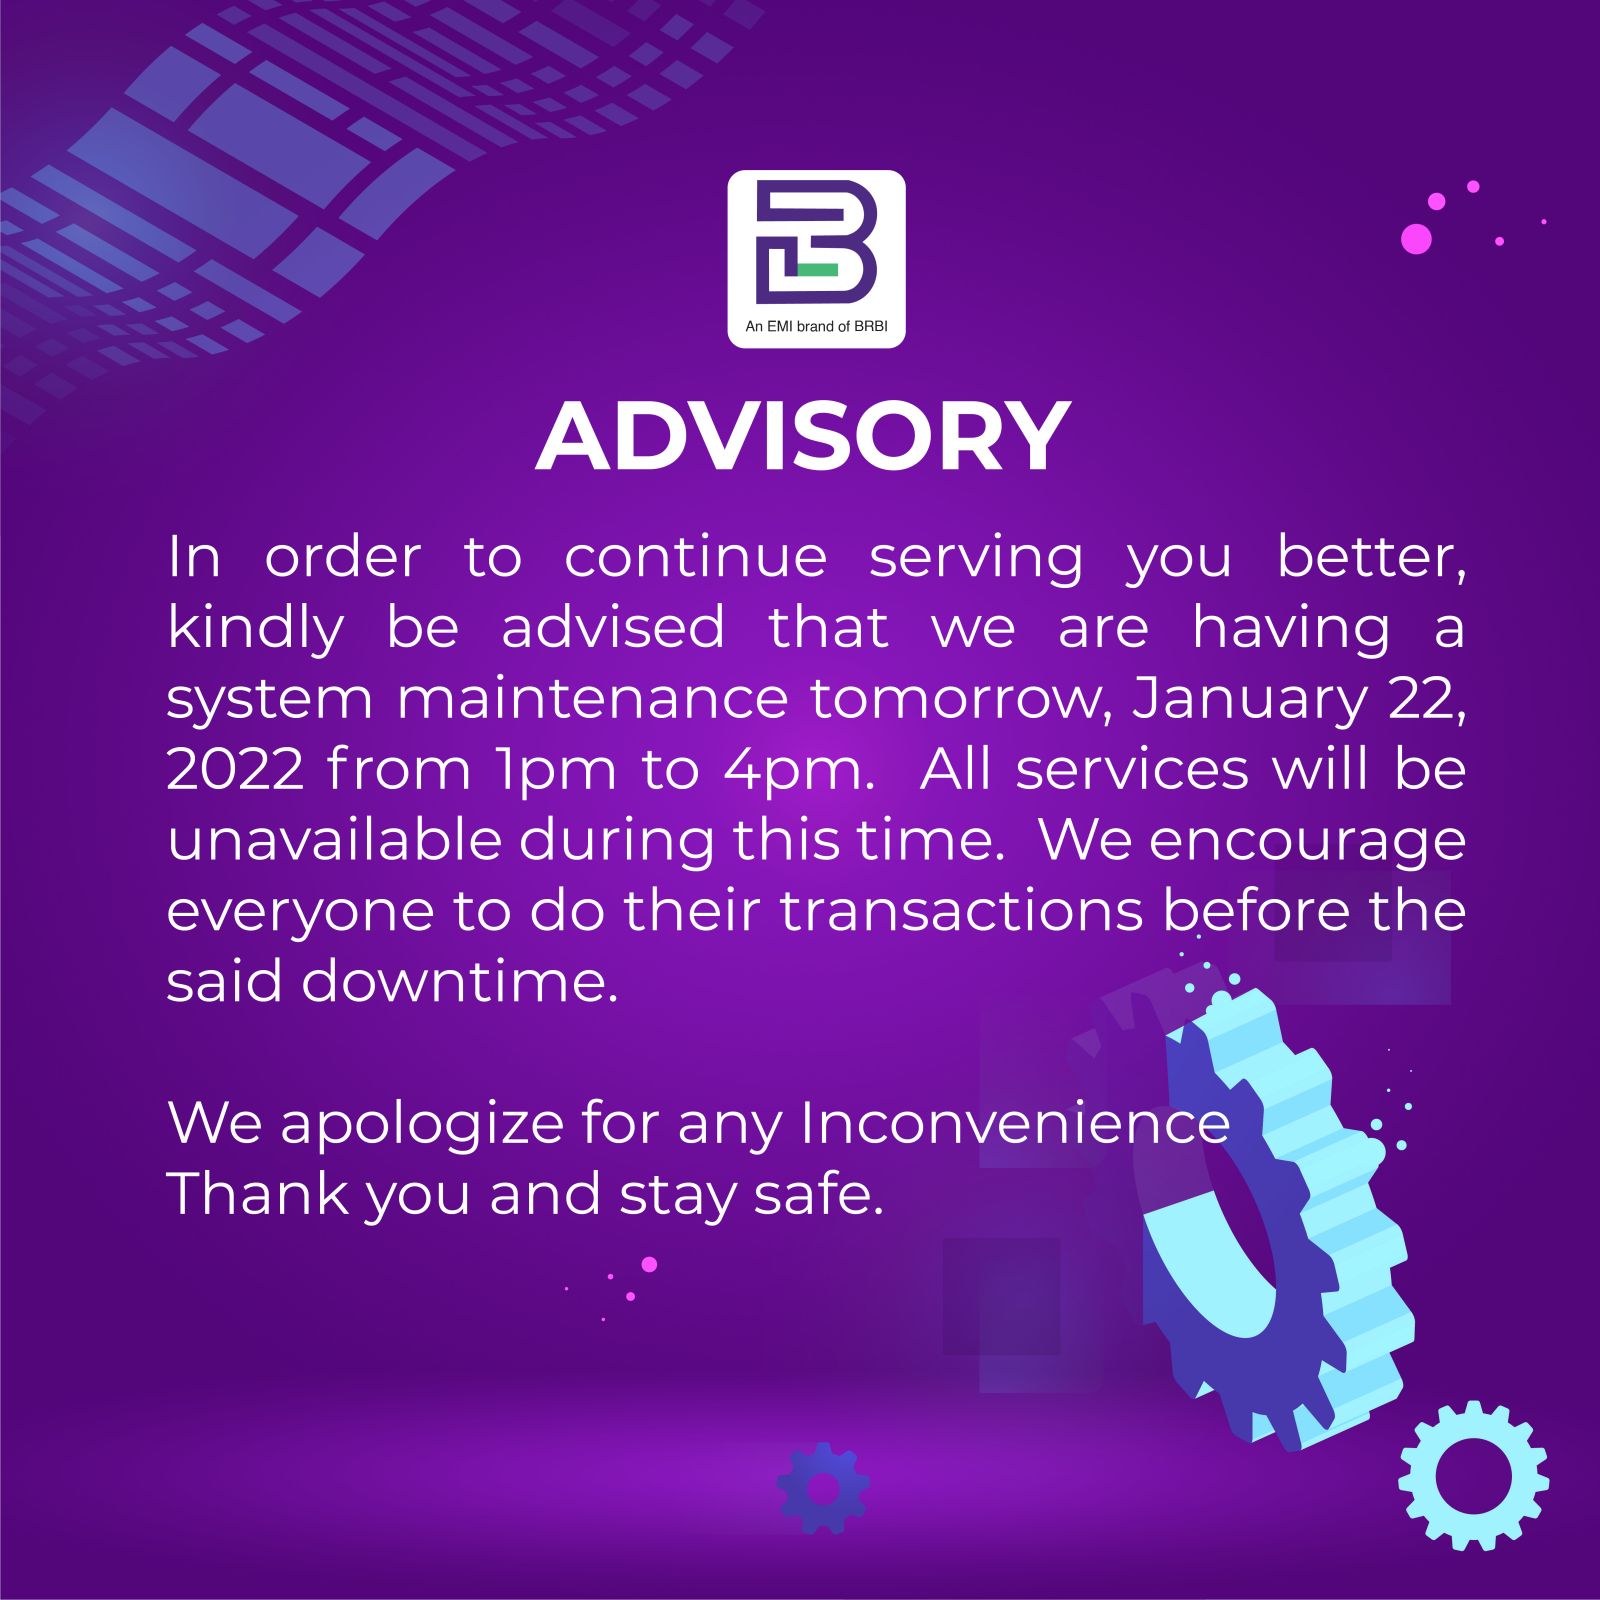 An EMI brand of BRBI
ADVISORY
In order to continue serving you better,
kindly be advised that we are having a
system maintenance tomorrow, January 22,
2022 from 1pm to 4pm.  All services will be
unavailable during this time.  We encourage
everyone to do their transactions before the
said downtime.
We apologize for any Inconvenience
Thank you and stay safe.